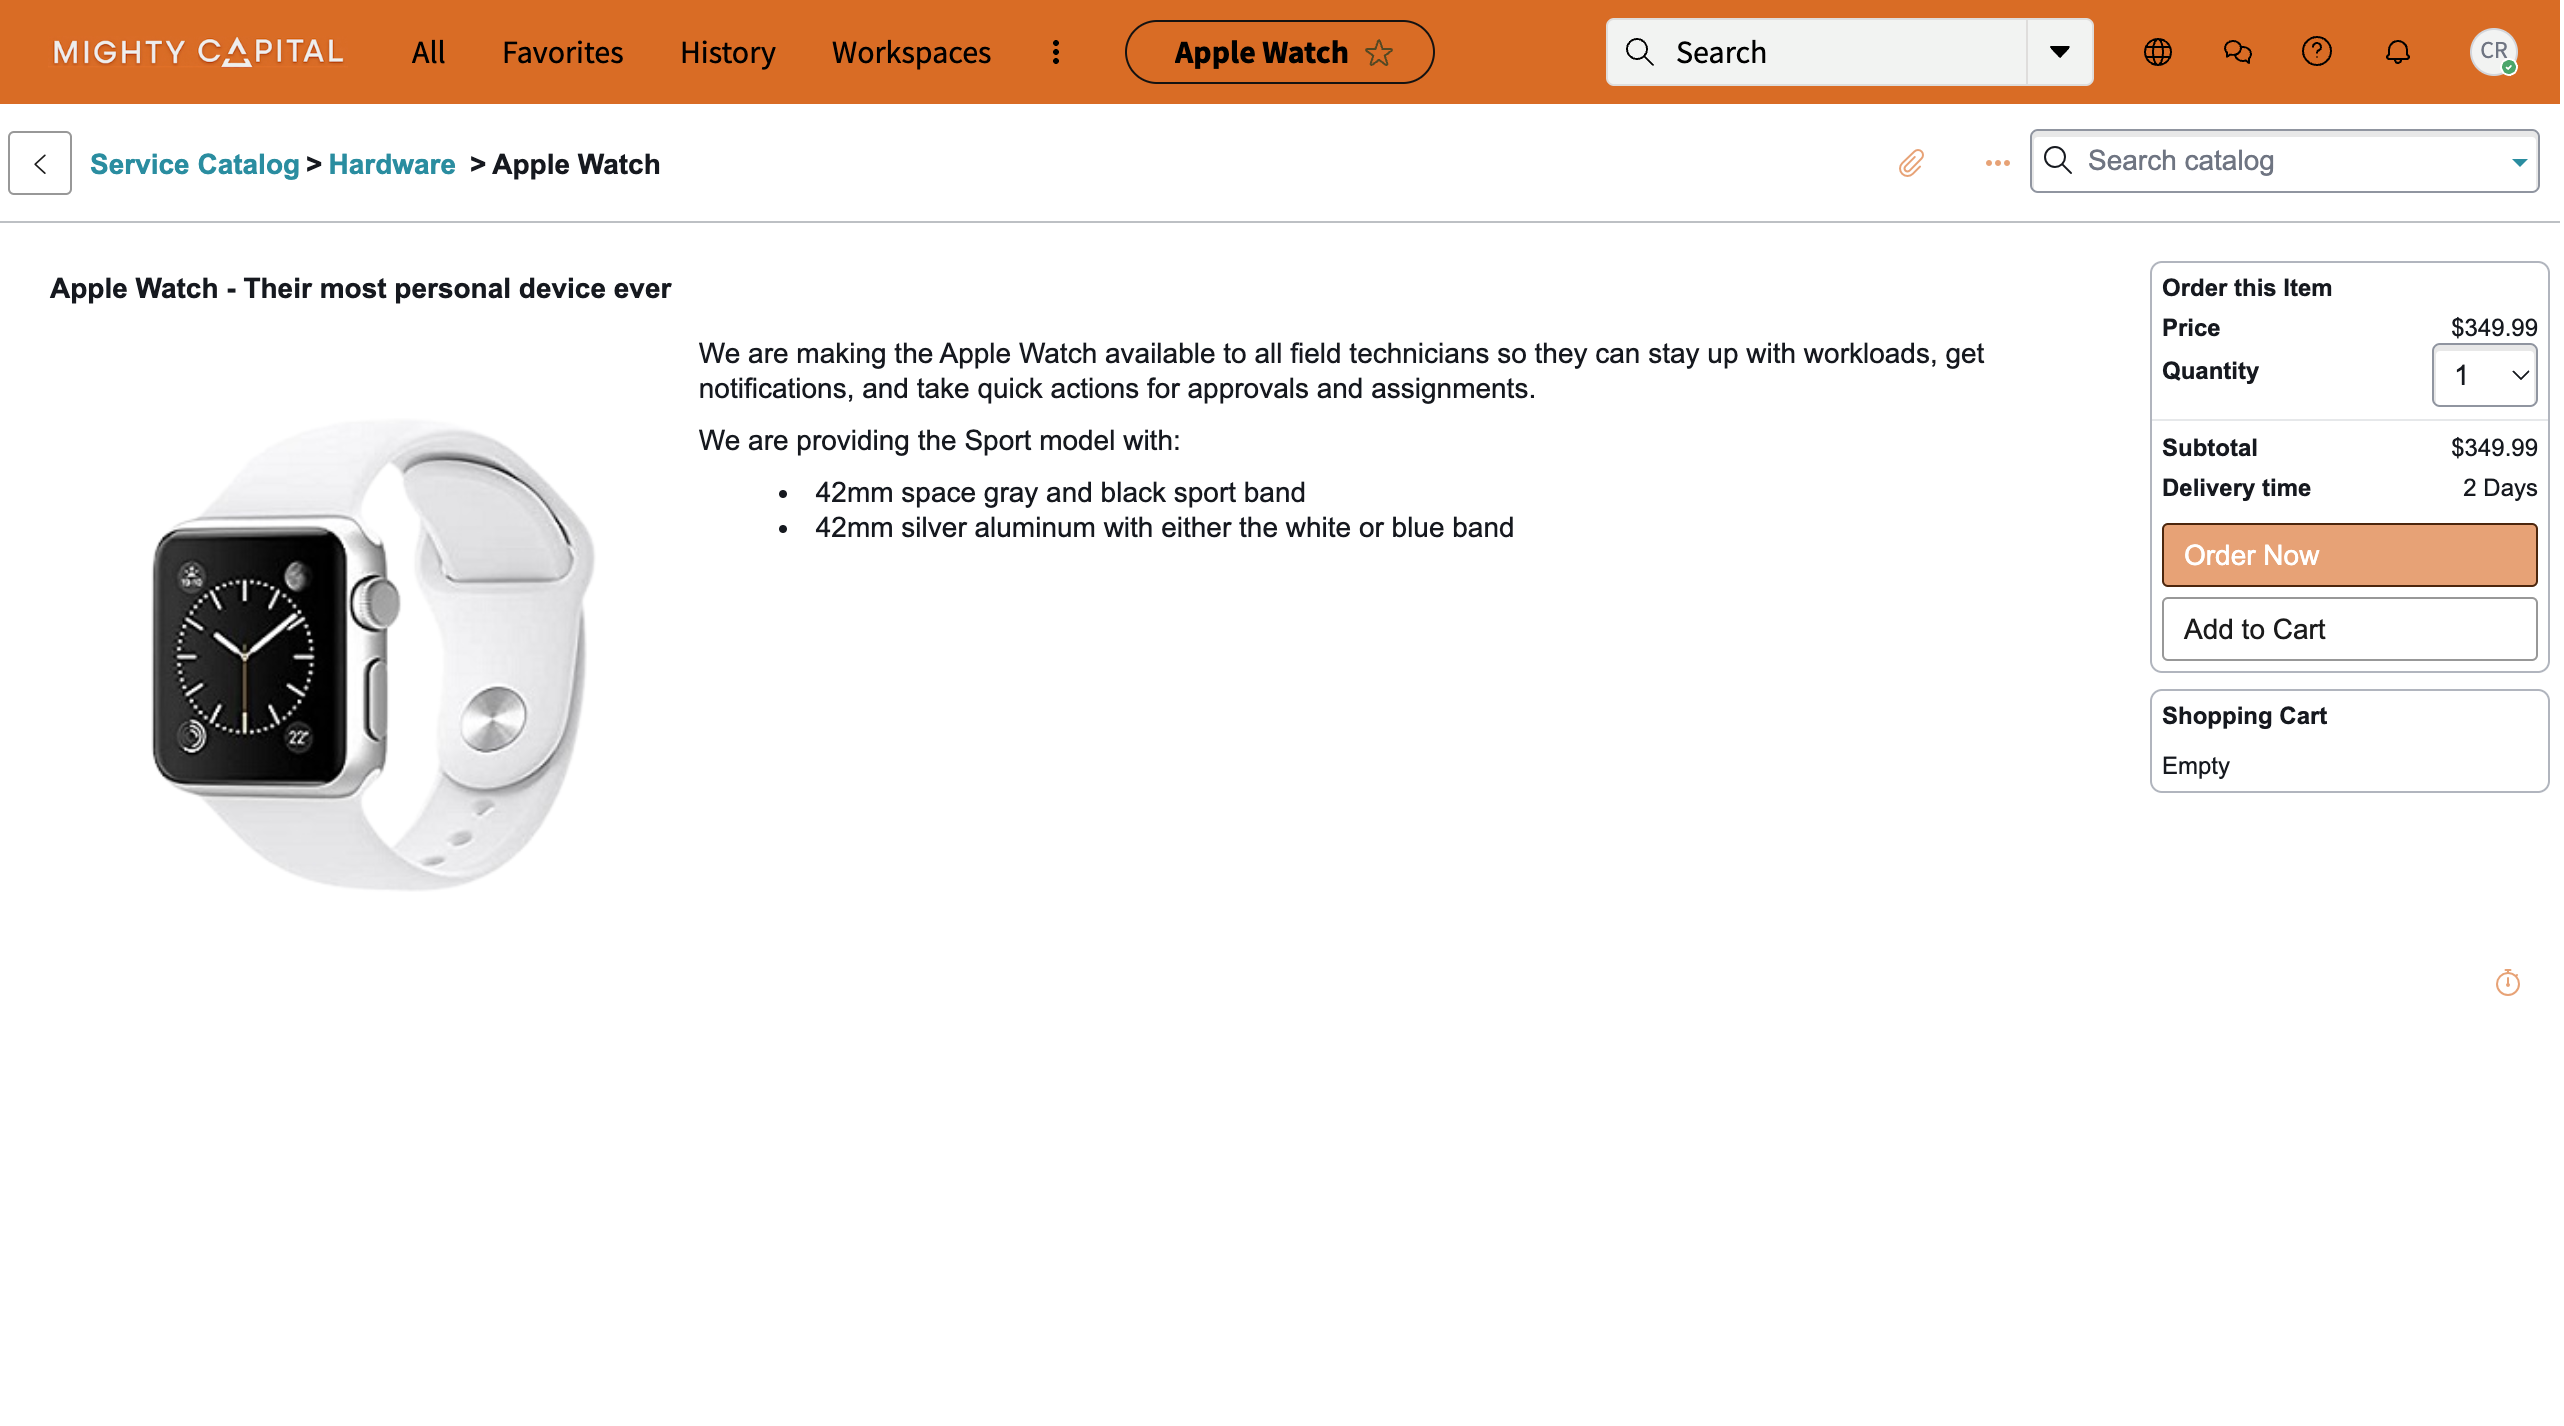 MIGHTY CAPITAL
All
Favorites
History
Workspaces
Apple Watch
Search
CR
Service Catalog > Hardware > Apple Watch
Search catalog
Apple Watch - Their most personal device ever
We are making the Apple Watch available to all field technicians so they can stay up with workloads, get
notifications, and take quick actions for approvals and assignments.
We are providing the Sport model with:
• 42mm space gray and black sport band
• 42mm silver aluminum with either the white or blue band
22°
Order this Item
Price $349.99
Quantity 1
Subtotal $349.99
Delivery time 2 Days
Order Now
Add to Cart
Shopping Cart
Empty